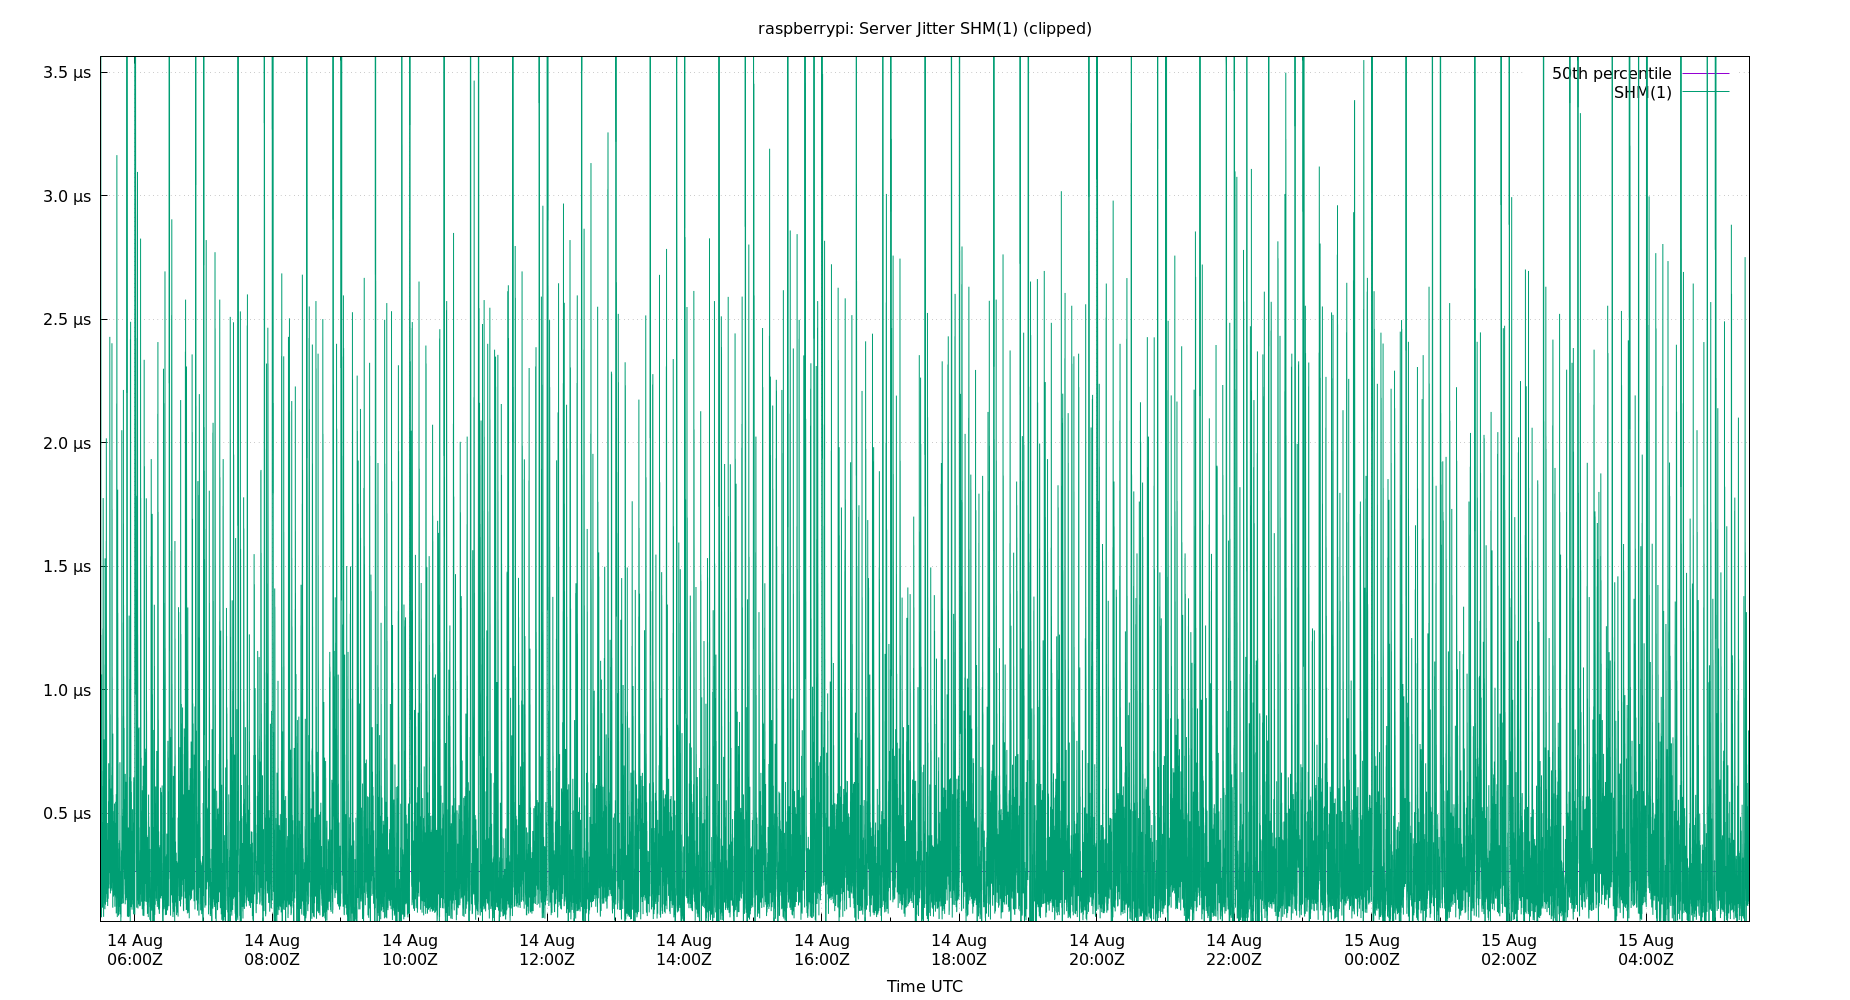 raspberrypi: Server Jitter SHM(1) (clipped)
3.5 µs
50th percentile
SHM(1)
3.0 µs
2.5 µs
2.0 µs
1.5 µs
1.0 µs
0.5 µs
14 Aug 14 Aug 14 Aug 14 Aug 14 Aug 14 Aug 14 Aug 14 Aug 14 Aug 15 Aug 15 Aug 15 Aug
06:00Z 08:00Z 10:00Z 12:00Z 14:00Z 16:00Z 18:00Z 20:00Z 22:00Z 00:00Z 02:00Z 04:00Z
Time UTC